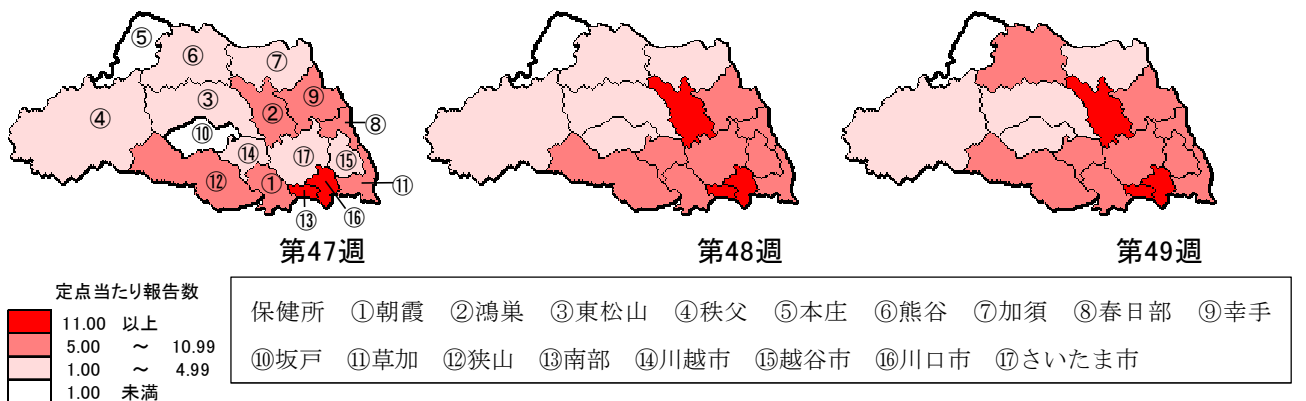 ⑤
⑥
⑦
④
③
②
⑨
⑩
⑧
⑭
⑰
⑮
⑫
①
⑪
⑬
⑯
第47週
第48週
第49週
定点当たり報告数
11.00 以上
5.00 ～ 10.99
1.00 ～ 4.99
1.00 未満
保健所 ①朝霞 ②鴻巣 ③東松山 ④秩父 ⑤本庄 ⑥熊谷 ⑦加須 ⑧春日部 ⑨幸手
⑩坂戸 ⑪草加 ⑫狭山 ⑬南部 ⑭川越市 ⑮越谷市 ⑯川口市 ⑰さいたま市